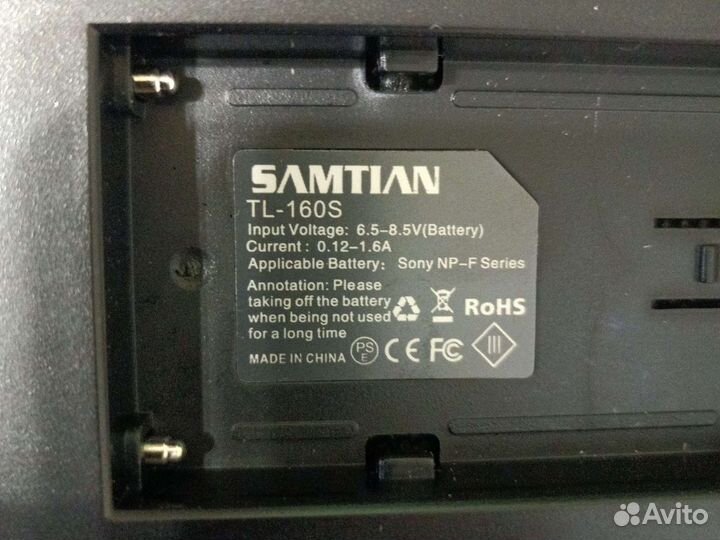 SAMTIAN
TL-160S
Input Voltage: 6.5-8.5V(Battery)
Current : 0.12-1.6A
Applicable Battery: Sony NP-F Series
Annotation: Please
taking off the battery
when being not used
for a long time
RoHS
MADE IN CHINA PS E CE FC III
Avito